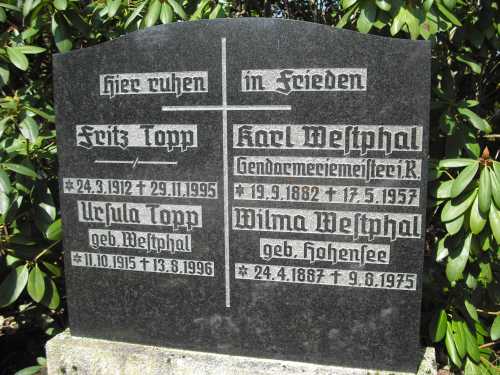 Hier ruhen in Frieden
Fritz Topp
* 24.3.1912 † 29.11.1995
Ursula Topp
geb. Weſtphal
* 11.10.1915 † 13.8.1996
Karl Weſtphal
Gendarmeriemeiſter i.R.
* 19.9.1882 † 17.5.1957
Wilma Weſtphal
geb. Hohenſee
* 24.4.1887 † 9.8.1975